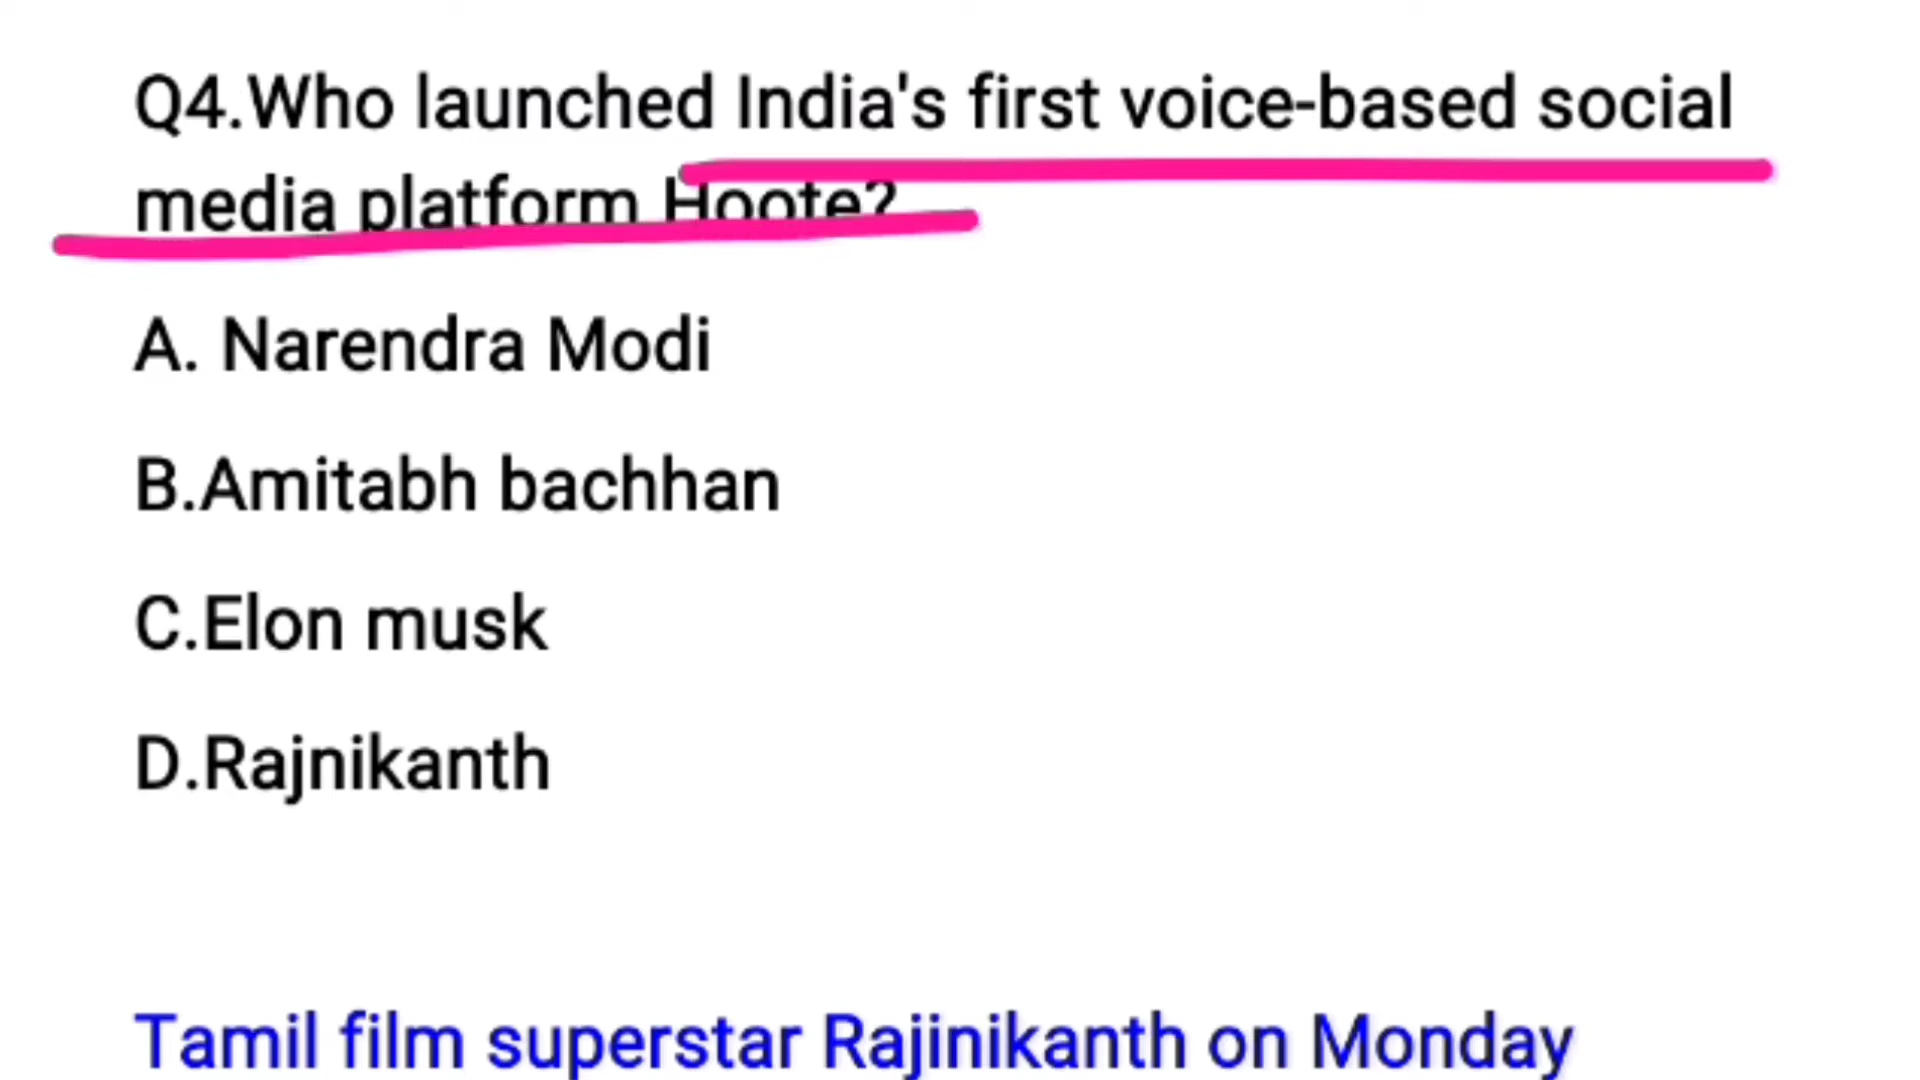 Q4.Who launched India's first voice-based social
media platform Hoote?
A. Narendra Modi
B.Amitabh bachhan
C.Elon musk
D.Rajnikanth
Tamil film superstar Rajinikanth on Monday